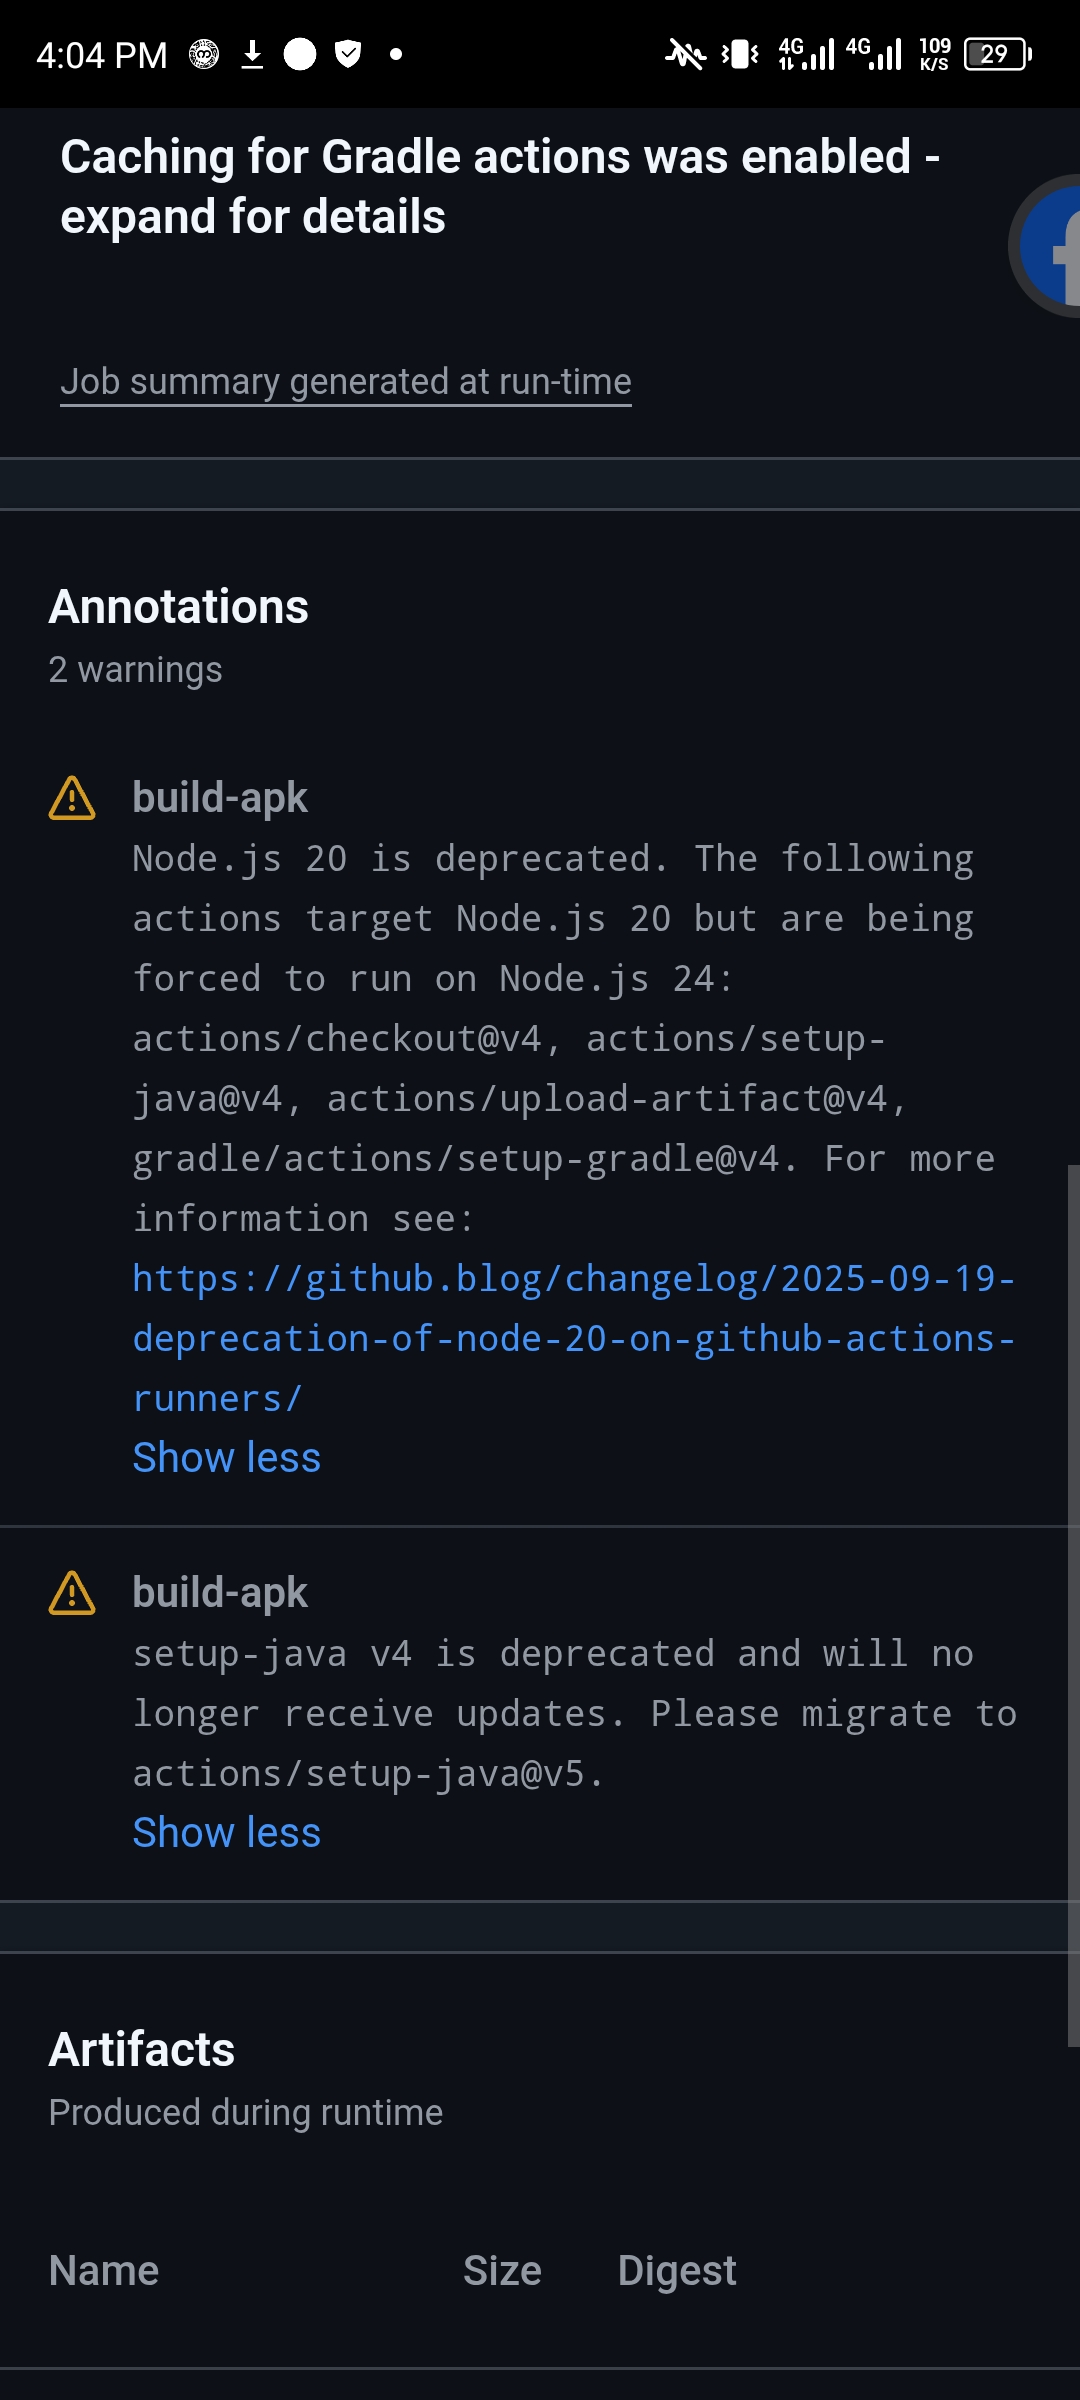 4:04 PM
4G
4G
109
K/S
29
Caching for Gradle actions was enabled -
expand for details
Job summary generated at run-time
Annotations
2 warnings
build-apk
Node.js 20 is deprecated. The following
actions target Node.js 20 but are being
forced to run on Node.js 24:
actions/checkout@v4, actions/setup-
java@v4, actions/upload-artifact@v4,
gradle/actions/setup-gradle@v4. For more
information see:
https://github.blog/changelog/2025-09-19-
deprecation-of-node-20-on-github-actions-
runners/
Show less
build-apk
setup-java v4 is deprecated and will no
longer receive updates. Please migrate to
actions/setup-java@v5.
Show less
Artifacts
Produced during runtime
Name Size Digest